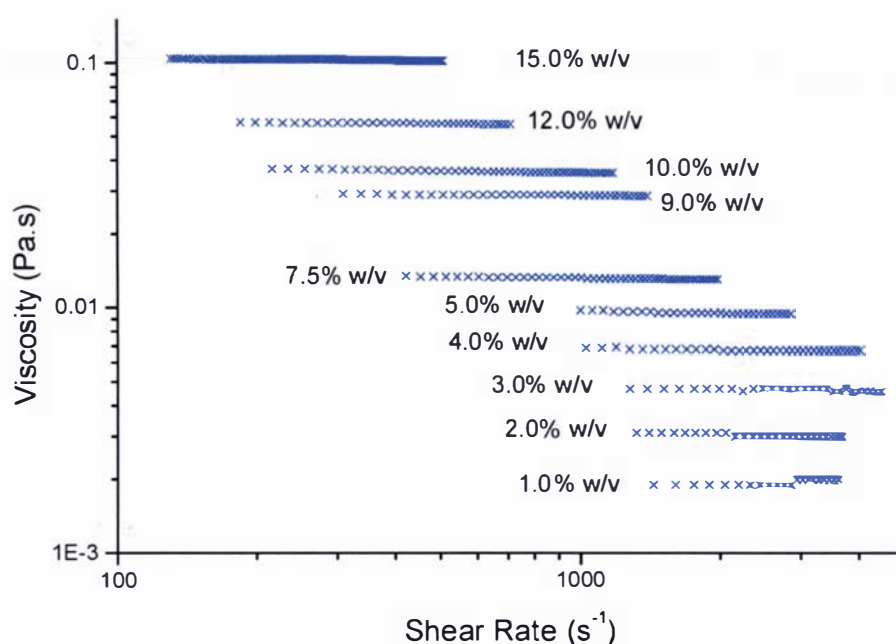 0.1
15.0% w/v
12.0% w/v
10.0% w/v
9.0% w/v
7.5% w/v
0.01
5.0% w/v
4.0% w/v
3.0% w/v
2.0% w/v
1.0% w/v
1E-3
100
1000
Viscosity (Pa.s)
Shear Rate (s⁻¹)